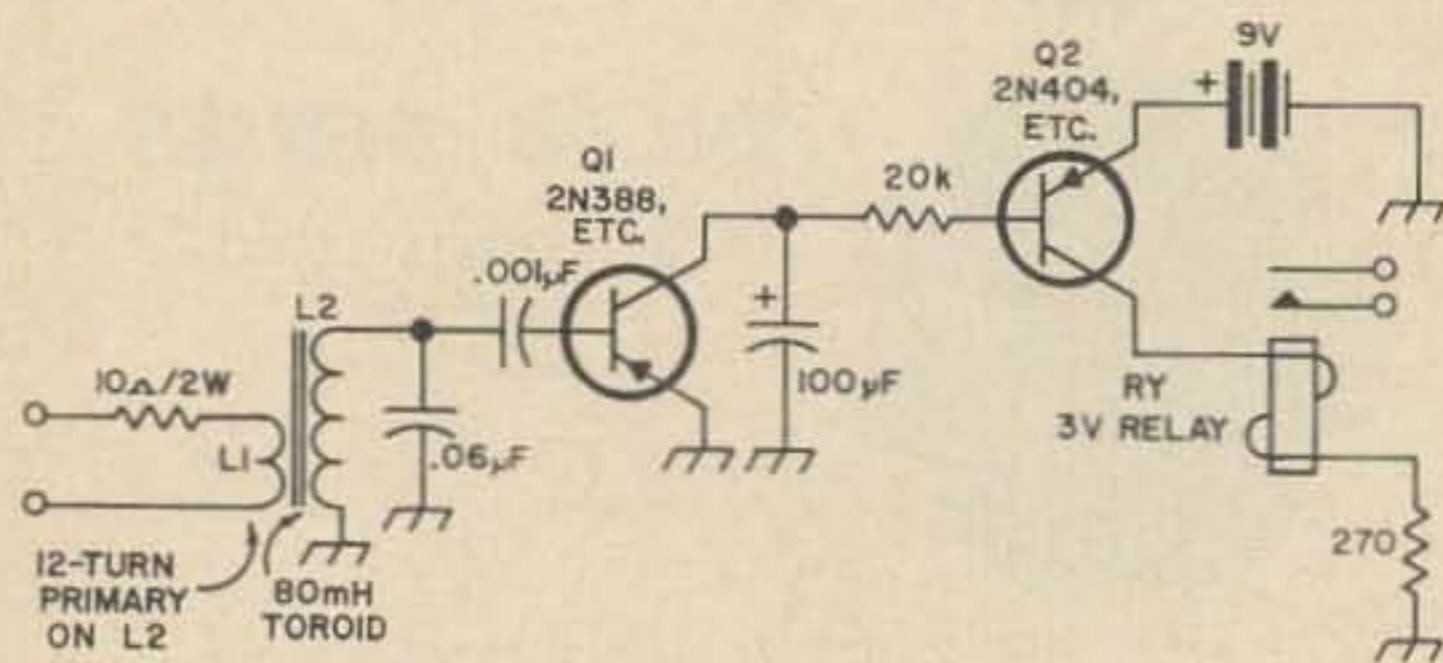 9V
+
Q2
2N404,
ETC.
Q1
2N388,
ETC.
20k
.001μF
L2
10Ω/2W
L1
.06μF
+
100μF
RY
3V RELAY
270
12-TURN
PRIMARY
ON L2
80mH
TOROID